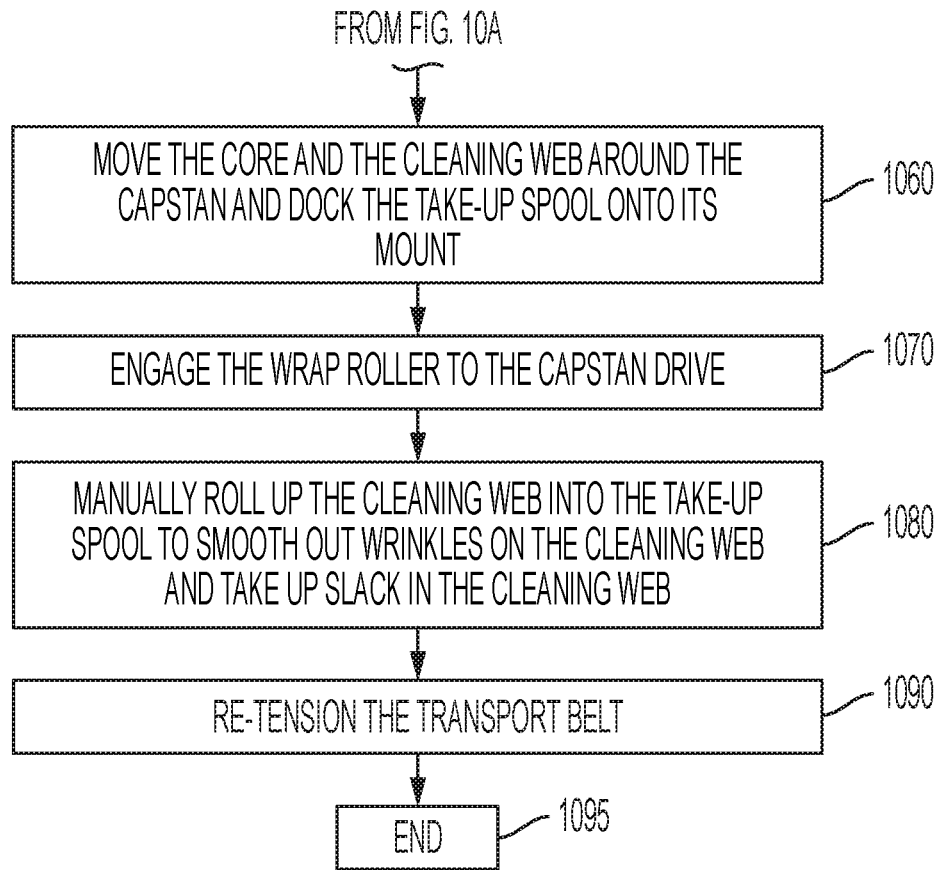 FROM FIG. 10A
MOVE THE CORE AND THE CLEANING WEB AROUND THE
CAPSTAN AND DOCK THE TAKE-UP SPOOL ONTO ITS
MOUNT
1060
ENGAGE THE WRAP ROLLER TO THE CAPSTAN DRIVE
1070
MANUALLY ROLL UP THE CLEANING WEB INTO THE TAKE-UP
SPOOL TO SMOOTH OUT WRINKLES ON THE CLEANING WEB
AND TAKE UP SLACK IN THE CLEANING WEB
1080
RE-TENSION THE TRANSPORT BELT
1090
END
1095